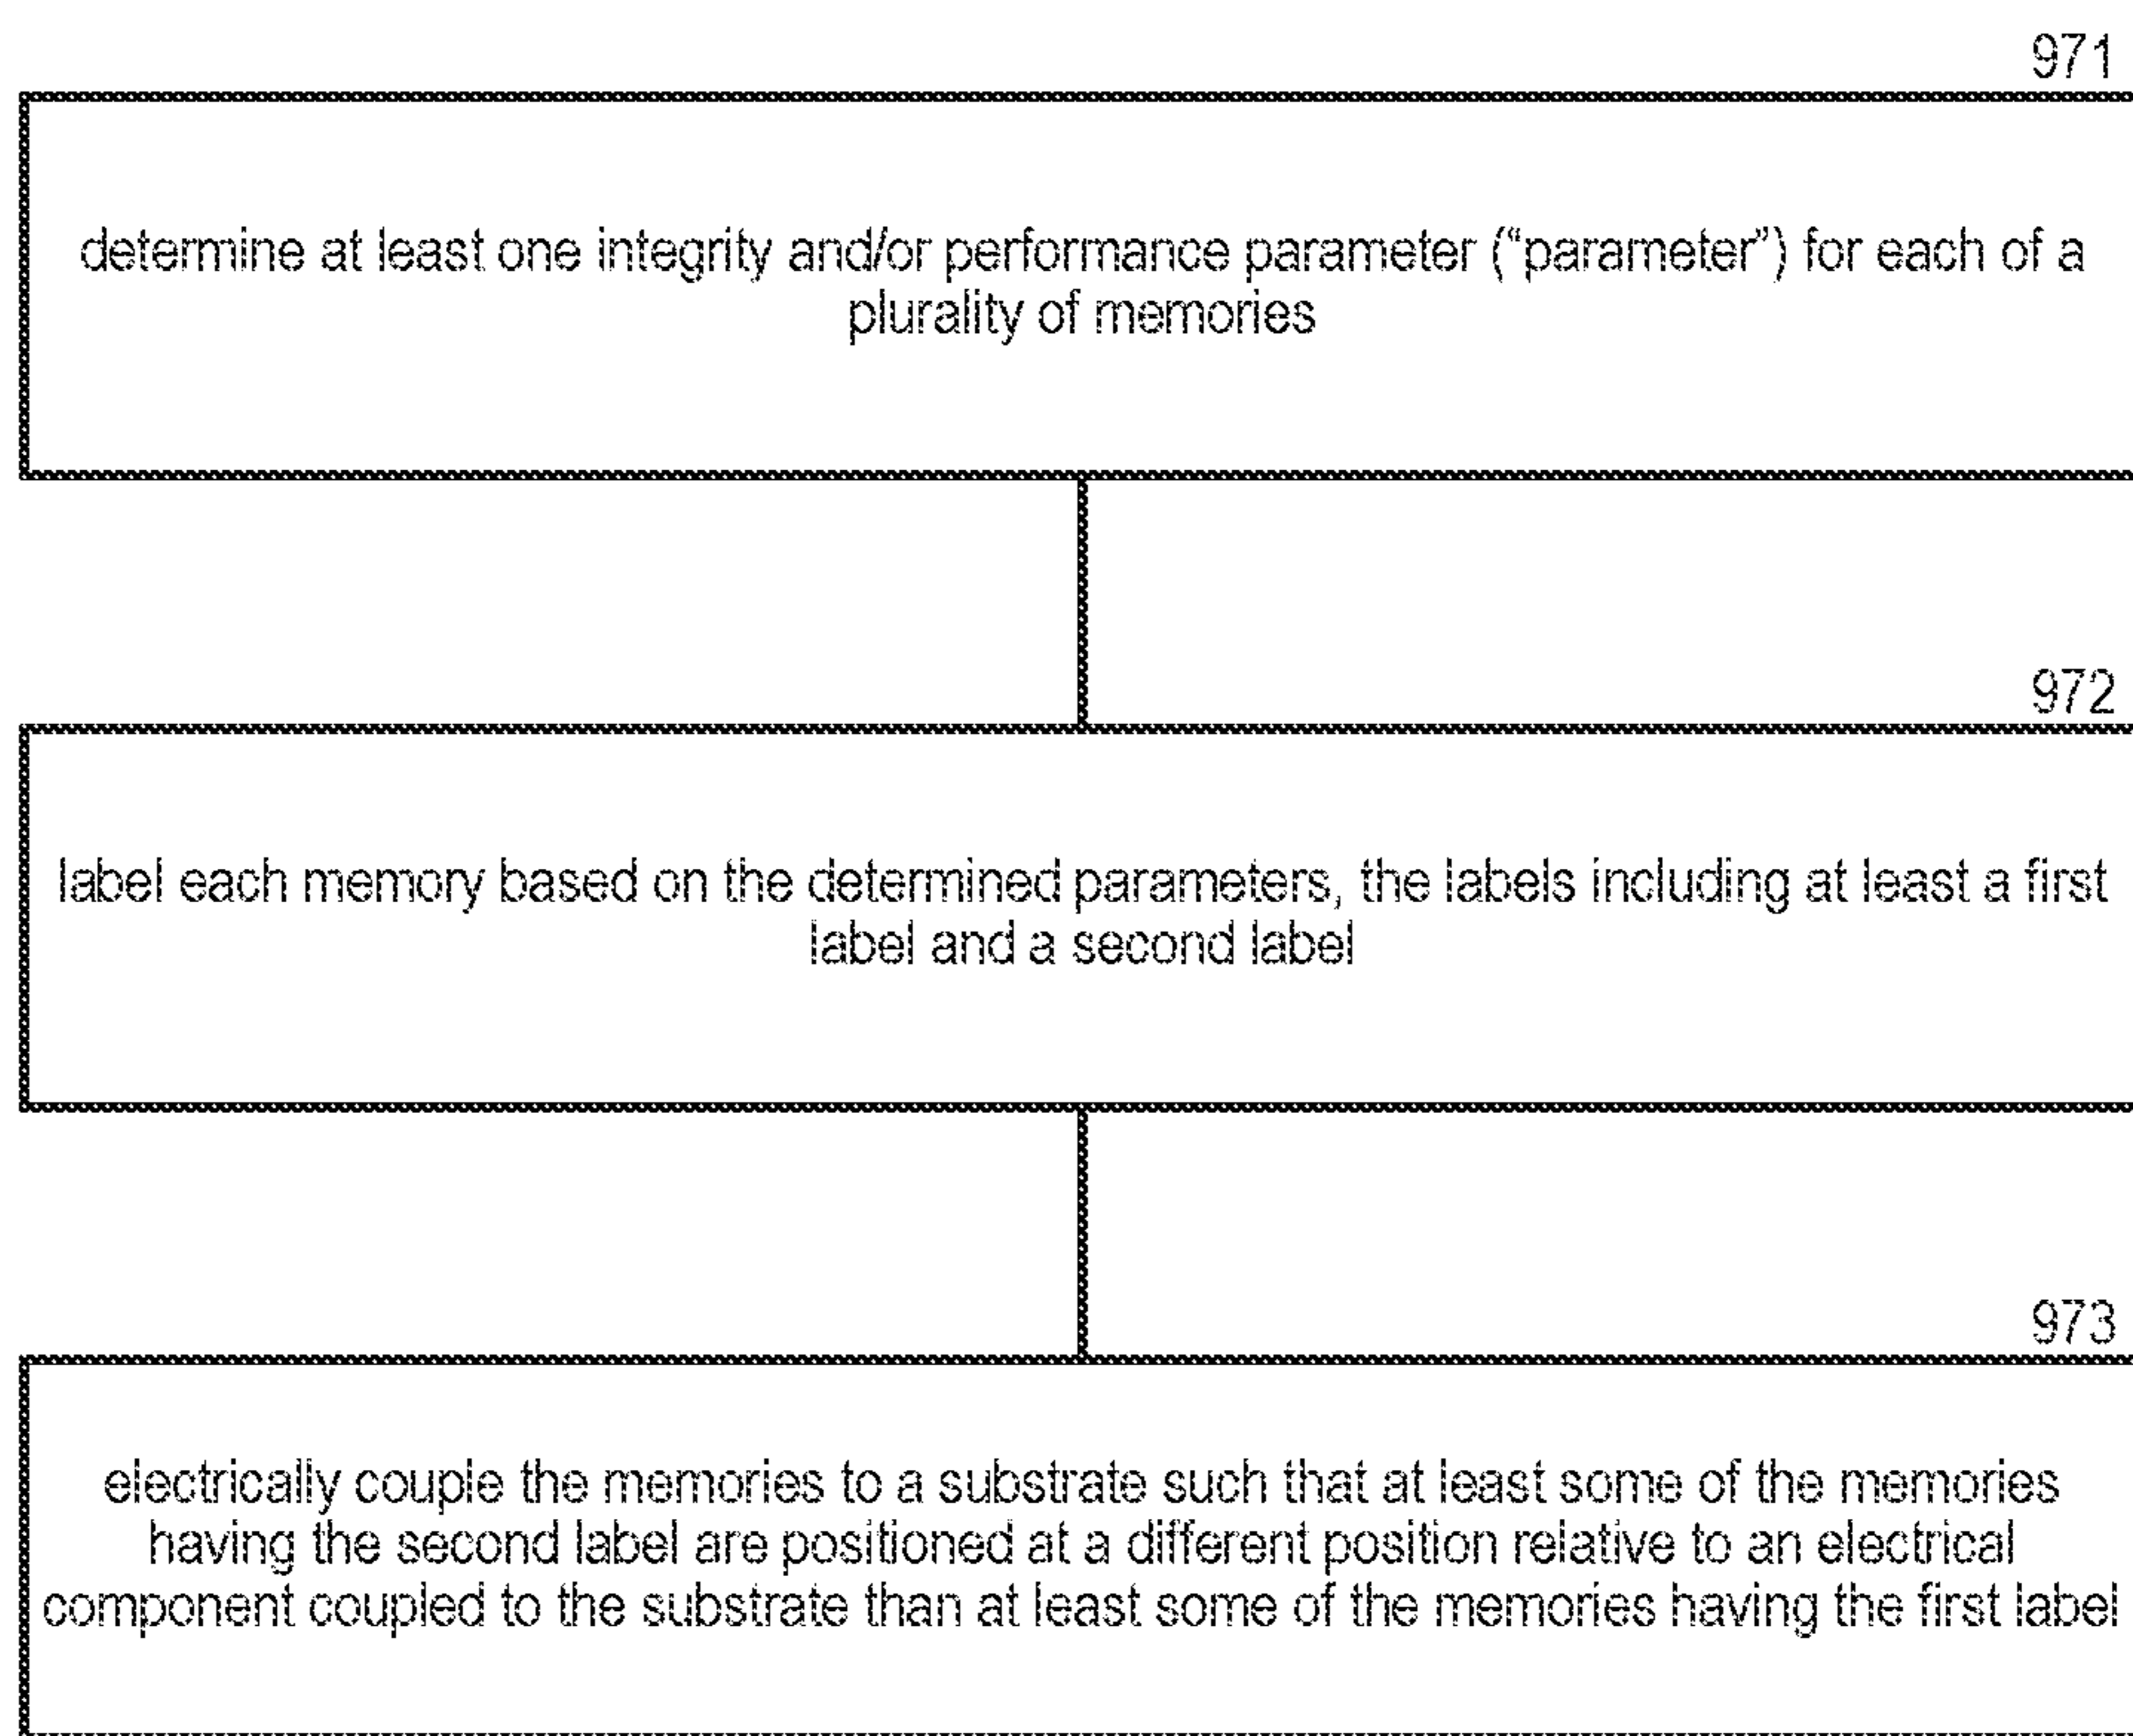 971
determine at least one integrity and/or performance parameter (“parameter”) for each of a
plurality of memories
972
label each memory based on the determined parameters, the labels including at least a first
label and a second label
973
electrically couple the memories to a substrate such that at least some of the memories
having the second label are positioned at a different position relative to an electrical
component coupled to the substrate than at least some of the memories having the first label